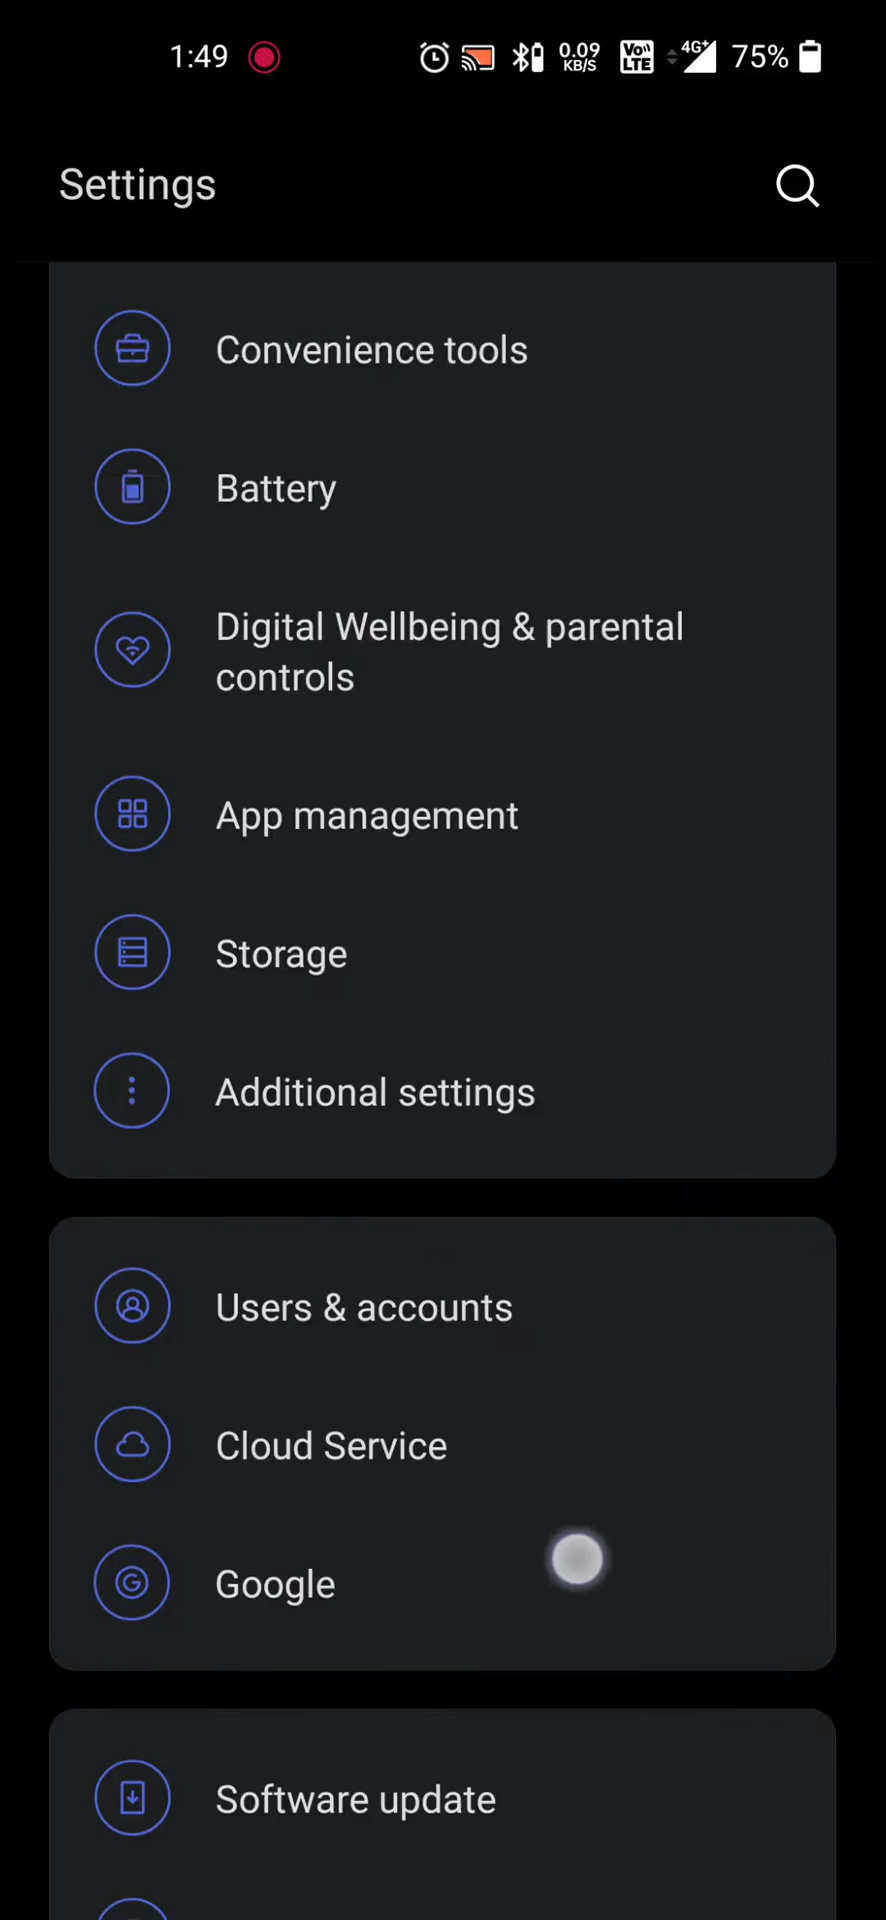 1:49 0.09 KB/S Vo)) LTE 4G+ 75%
Settings
Convenience tools
Battery
Digital Wellbeing & parental
controls
App management
Storage
Additional settings
Users & accounts
Cloud Service
Google
Software update